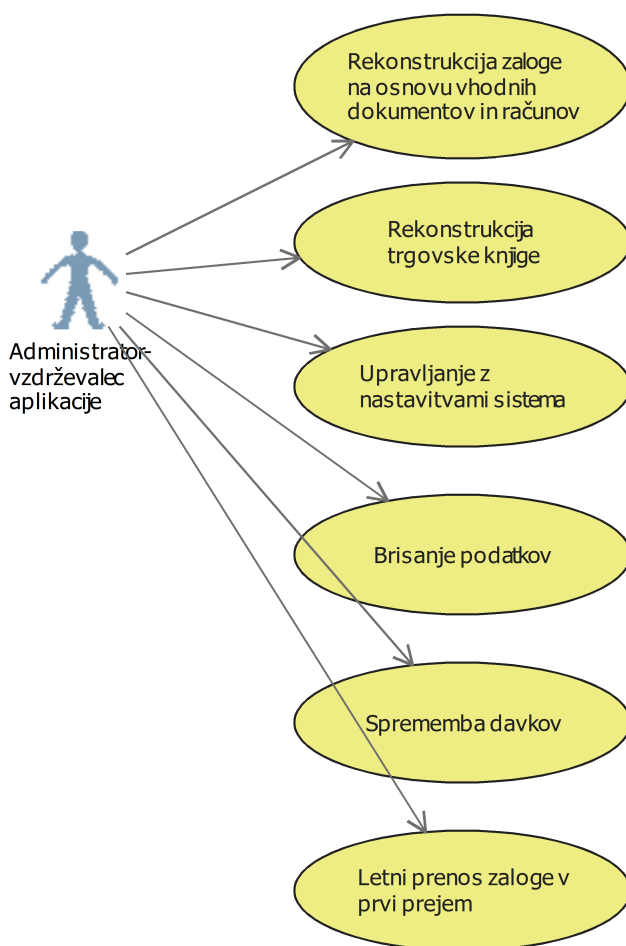 Rekonstrukcija zaloge
na osnovu vhodnih
dokumentov in računov
Rekonstrukcija
trgovske knjige
Administrator-
vzdrževalec
aplikacije
Upravljanje z
nastavitvami sistema
Brisanje podatkov
Sprememba davkov
Letni prenos zaloge v
prvi prejem